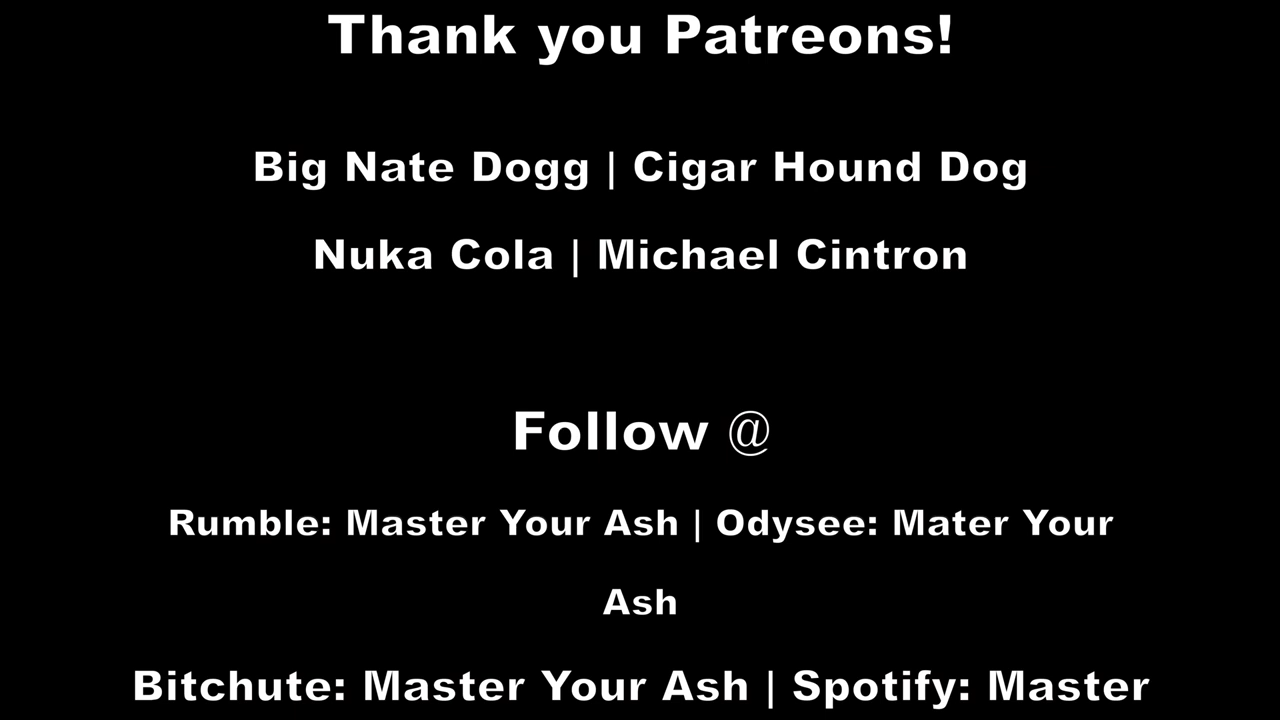 Thank you Patreons!
Big Nate Dogg | Cigar Hound Dog
Nuka Cola | Michael Cintron
Follow @
Rumble: Master Your Ash | Odysee: Mater Your
Ash
Bitchute: Master Your Ash | Spotify: Master